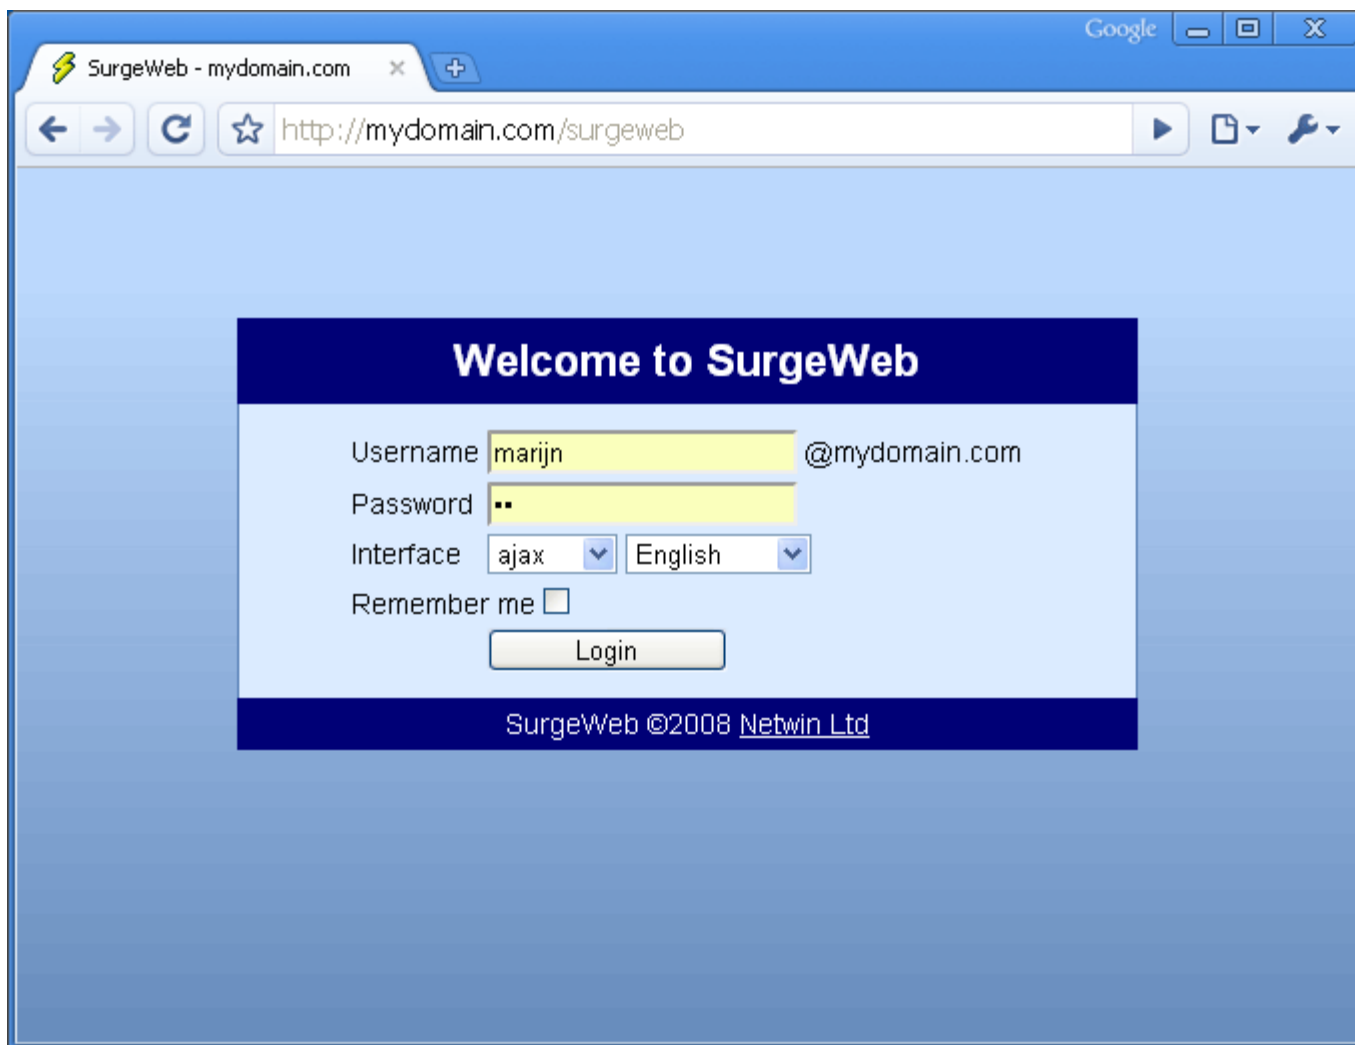 Google
SurgeWeb - mydomain.com
http://mydomain.com/surgeweb
Welcome to SurgeWeb
Username marijn @mydomain.com
Password ••
Interface ajax English
Remember me
Login
SurgeWeb ©2008 Netwin Ltd